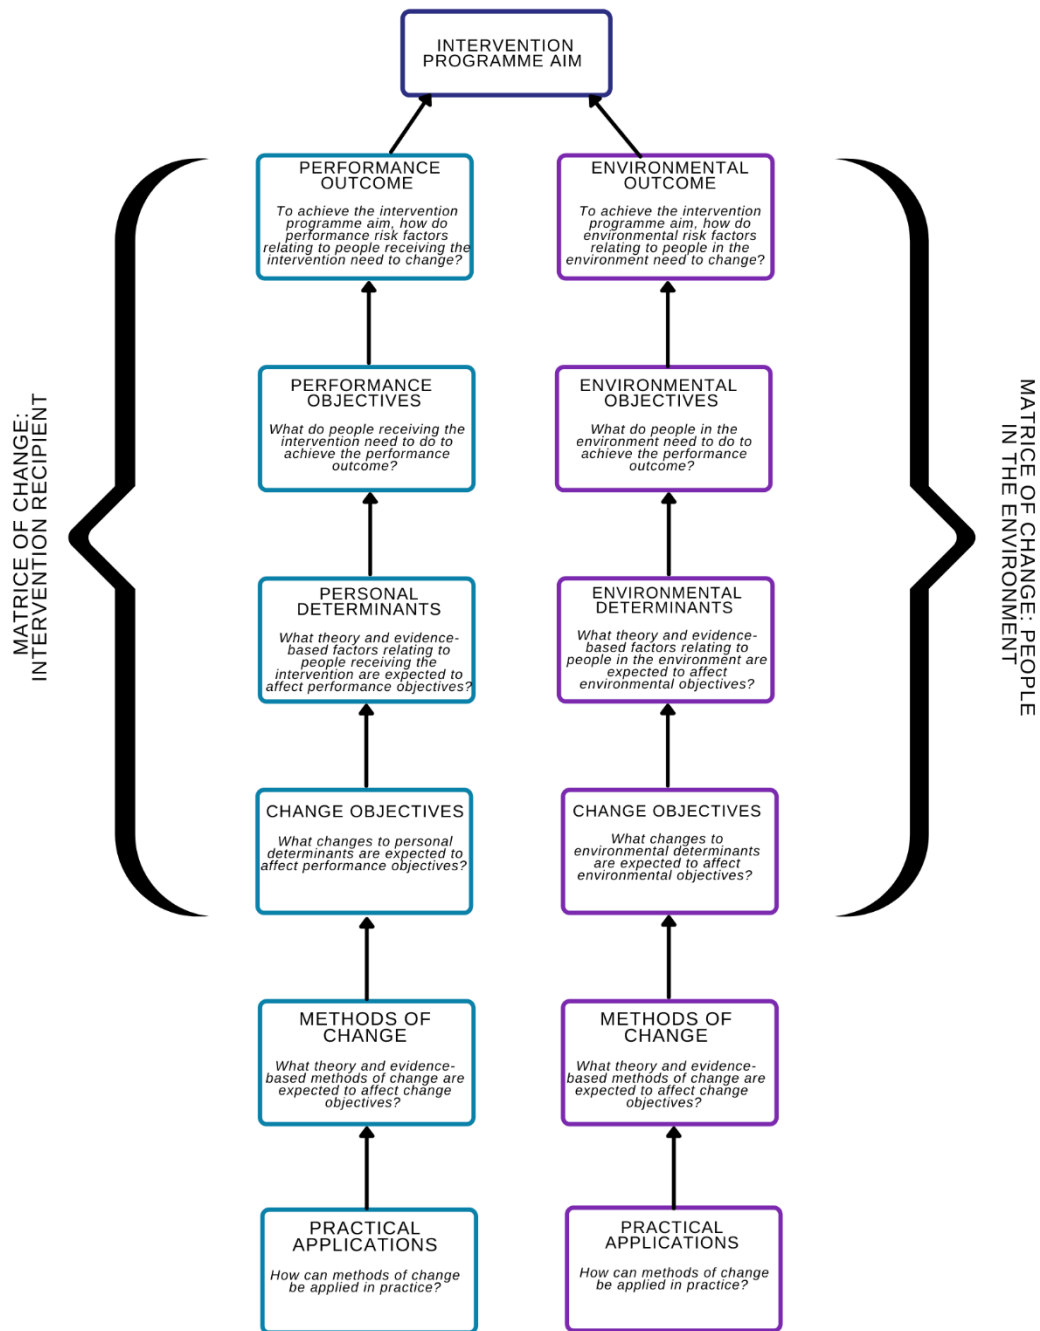 INTERVENTION
PROGRAMME AIM
PERFORMANCE
OUTCOME
To achieve the intervention
programme aim, how do
performance risk factors
relating to people receiving the
intervention need to change?
ENVIRONMENTAL
OUTCOME
To achieve the intervention
programme aim, how do
environmental risk factors
relating to people in the
environment need to change?
MATRICE OF CHANGE:
INTERVENTION RECIPIENT
MATRICE OF CHANGE: PEOPLE
IN THE ENVIRONMENT
PERFORMANCE
OBJECTIVES
What do people receiving the
intervention need to do to
achieve the performance
outcome?
ENVIRONMENTAL
OBJECTIVES
What do people in the
environment need to do to
achieve the performance
outcome?
PERSONAL
DETERMINANTS
What theory and evidence-
based factors relating to
people receiving the
intervention are expected to
affect performance objectives?
ENVIRONMENTAL
DETERMINANTS
What theory and evidence-
based factors relating to
people in the environment are
expected to affect
environmental objectives?
CHANGE OBJECTIVES
What changes to personal
determinants are expected to
affect performance objectives?
CHANGE OBJECTIVES
What changes to
environmental determinants
are expected to affect
environmental objectives?
METHODS OF
CHANGE
What theory and evidence-
based methods of change are
expected to affect change
objectives?
METHODS OF
CHANGE
What theory and evidence-
based methods of change are
expected to affect change
objectives?
PRACTICAL
APPLICATIONS
How can methods of change
be applied in practice?
PRACTICAL
APPLICATIONS
How can methods of change
be applied in practice?